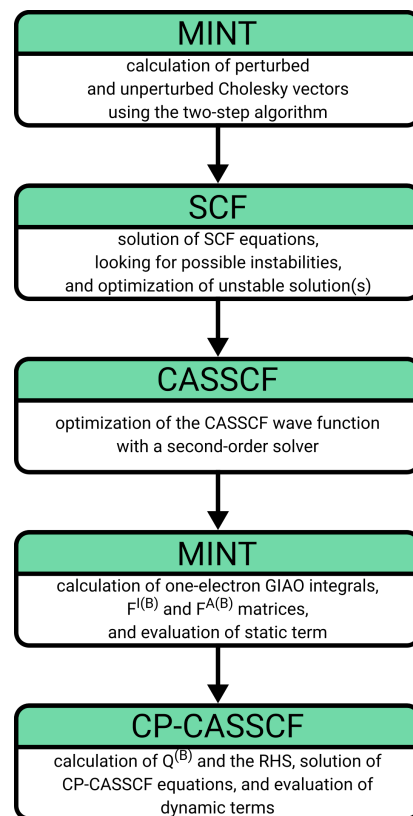 MINT
calculation of perturbed
and unperturbed Cholesky vectors
using the two-step algorithm
SCF
solution of SCF equations,
looking for possible instabilities,
and optimization of unstable solution(s)
CASSCF
optimization of the CASSCF wave function
with a second-order solver
MINT
calculation of one-electron GIAO integrals,
F^I(B) and F^A(B) matrices,
and evaluation of static term
CP-CASSCF
calculation of Q^(B) and the RHS, solution of
CP-CASSCF equations, and evaluation of
dynamic terms